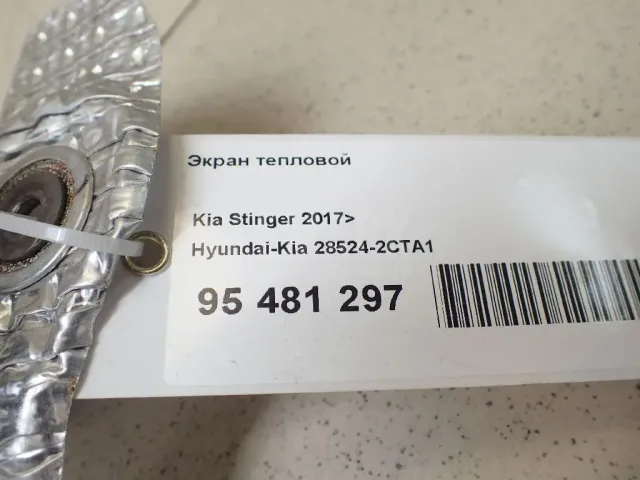 Экран тепловой
Kia Stinger 2017>
Hyundai-Kia 28524-2CTA1
95 481 297